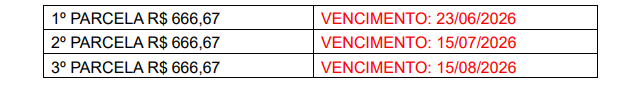 1º PARCELA R$ 666,67 VENCIMENTO: 23/06/2026
2º PARCELA R$ 666,67 VENCIMENTO: 15/07/2026
3º PARCELA R$ 666,67 VENCIMENTO: 15/08/2026